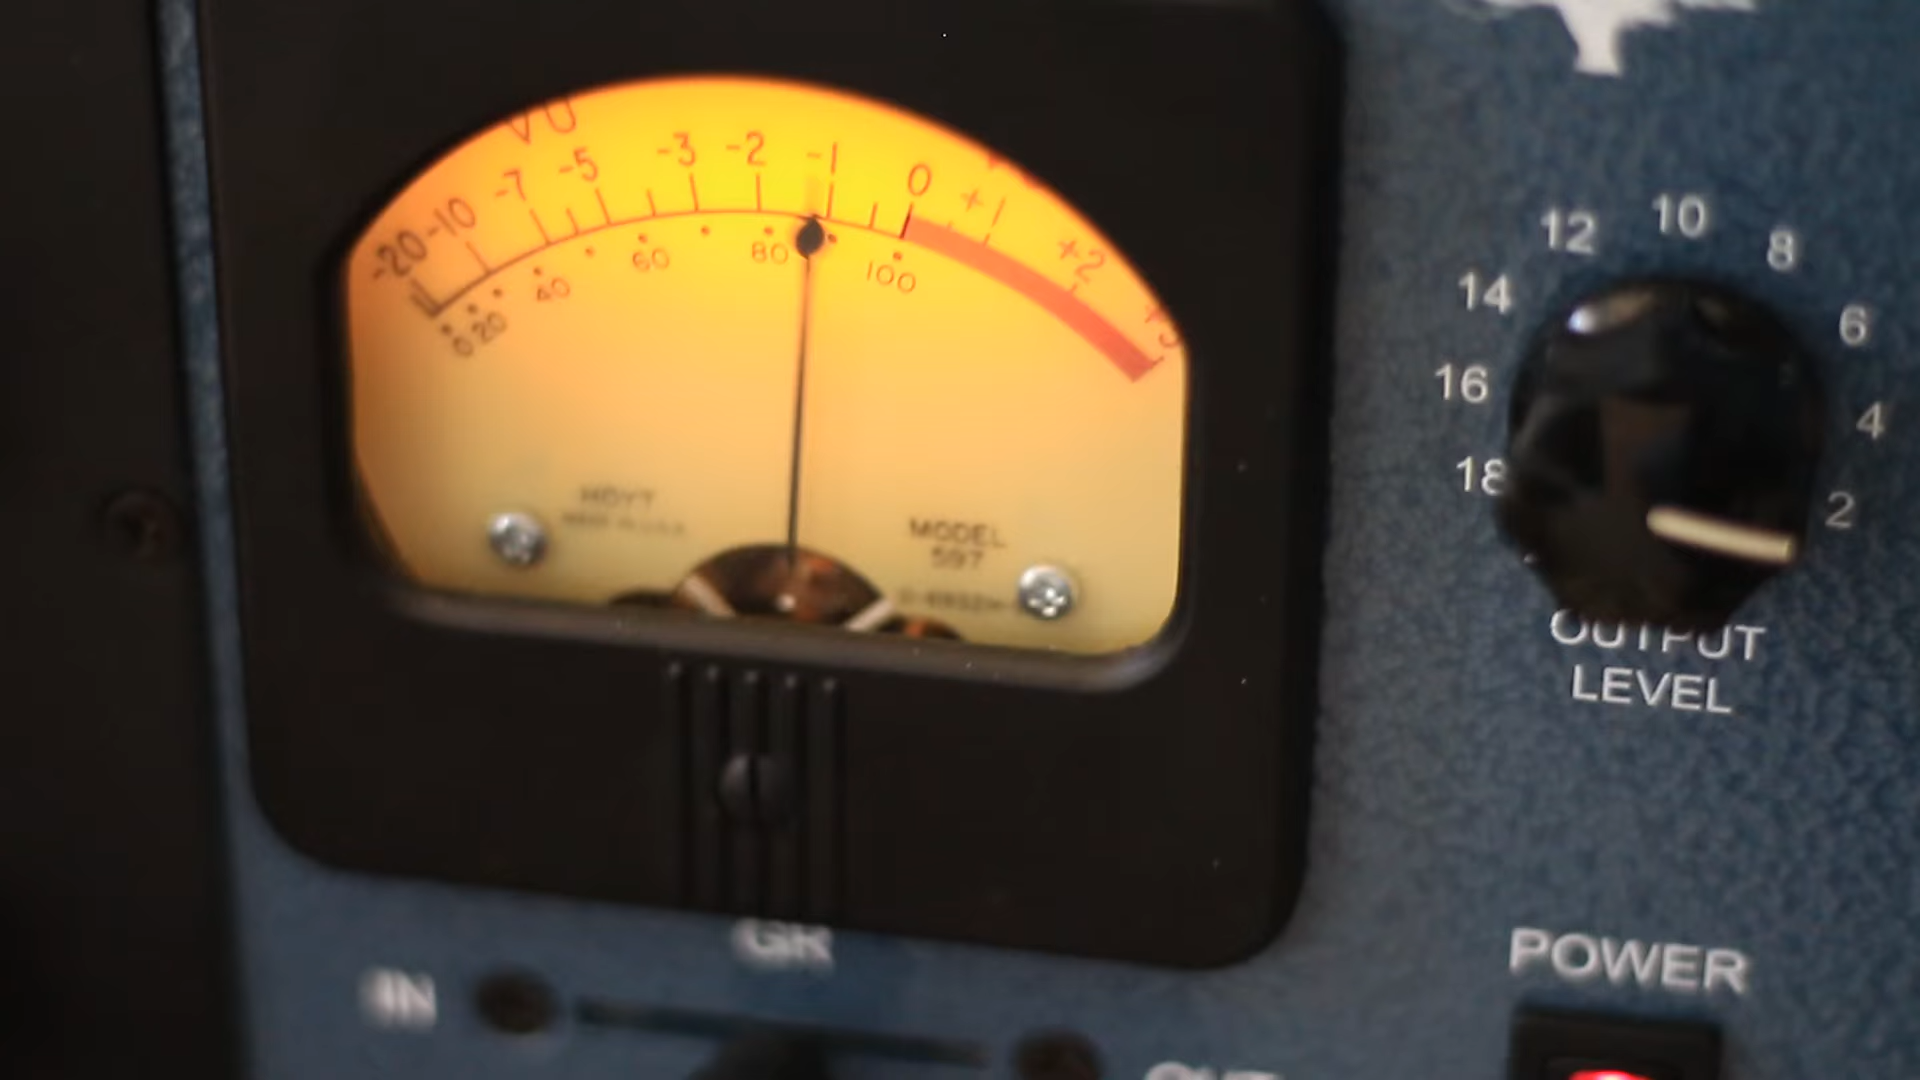 VU
-20 -10 -7 -5 -3 -2 -1 0 +1 +2 +3
0 20 40 60 80 100
HOYT
MODEL
597
18 16 14 12 10 8 6 4 2
OUTPUT
LEVEL
GR
IN
OUT
POWER